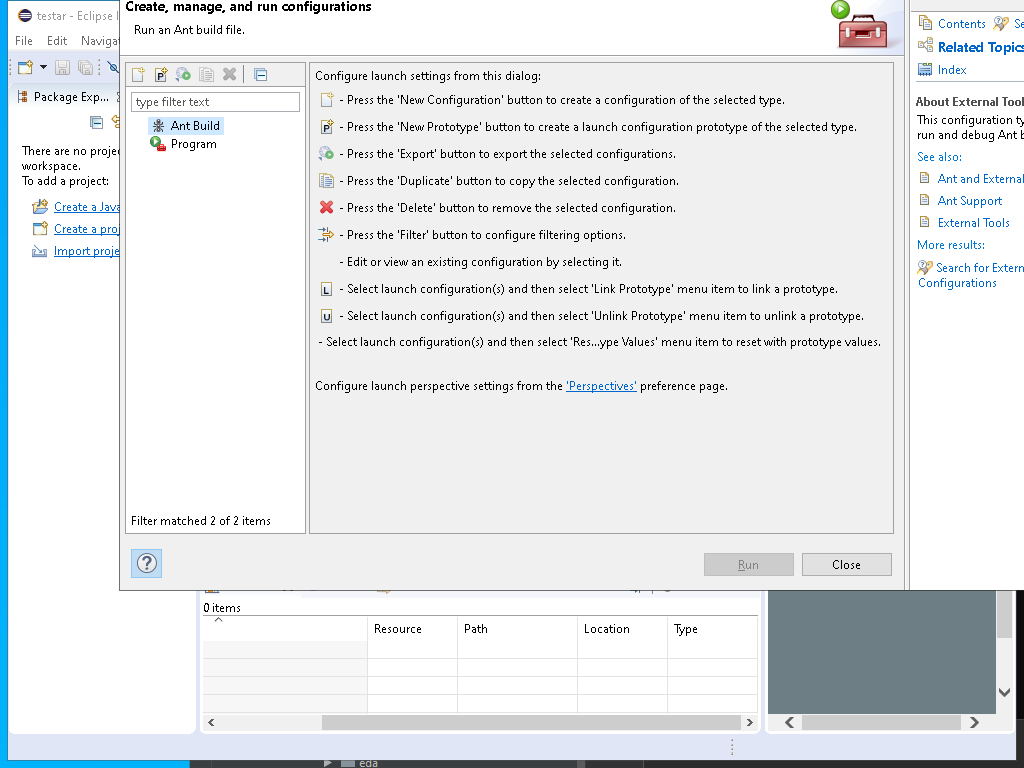 testar - Eclipse I
File Edit Navigat
Package Exp...
There are no projec
workspace.
To add a project:
Create a Java
Create a proj
Import proje
Create, manage, and run configurations
Run an Ant build file.
type filter text
Ant Build
Program
Filter matched 2 of 2 items
Configure launch settings from this dialog:
- Press the 'New Configuration' button to create a configuration of the selected type.
P - Press the 'New Prototype' button to create a launch configuration prototype of the selected type.
- Press the 'Export' button to export the selected configurations.
- Press the 'Duplicate' button to copy the selected configuration.
- Press the 'Delete' button to remove the selected configuration.
- Press the 'Filter' button to configure filtering options.
- Edit or view an existing configuration by selecting it.
L - Select launch configuration(s) and then select 'Link Prototype' menu item to link a prototype.
U - Select launch configuration(s) and then select 'Unlink Prototype' menu item to unlink a prototype.
- Select launch configuration(s) and then select 'Res...ype Values' menu item to reset with prototype values.
Configure launch perspective settings from the 'Perspectives' preference page.
? Run Close
Contents Se
Related Topics
Index
About External Tool
This configuration ty
run and debug Ant b
See also:
Ant and External
Ant Support
External Tools
More results:
Search for Extern
Configurations
0 items
Resource Path Location Type
eda